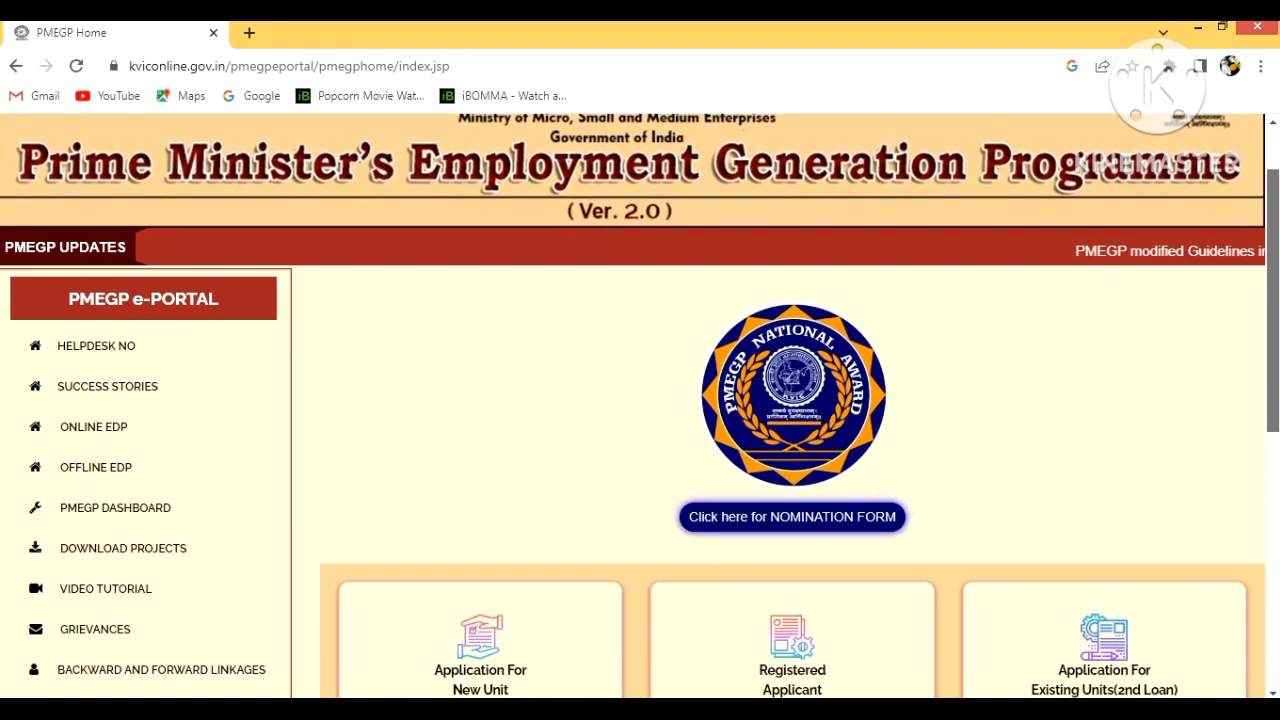 PMEGP Home
kviconline.gov.in/pmegpeportal/pmegphome/index.jsp
Gmail YouTube Maps Google Popcorn Movie Wat... iBOMMA - Watch a...
Ministry of Micro, Small and Medium Enterprises
Government of India
Prime Minister's Employment Generation Programme
KINEMASTER
( Ver. 2.0 )
PMEGP UPDATES
PMEGP modified Guidelines in
PMEGP e-PORTAL
HELPDESK NO
SUCCESS STORIES
ONLINE EDP
OFFLINE EDP
PMEGP DASHBOARD
DOWNLOAD PROJECTS
VIDEO TUTORIAL
GRIEVANCES
BACKWARD AND FORWARD LINKAGES
PMEGP NATIONAL AWARD
KVIC
Click here for NOMINATION FORM
Application For
New Unit
Registered
Applicant
Application For
Existing Units(2nd Loan)